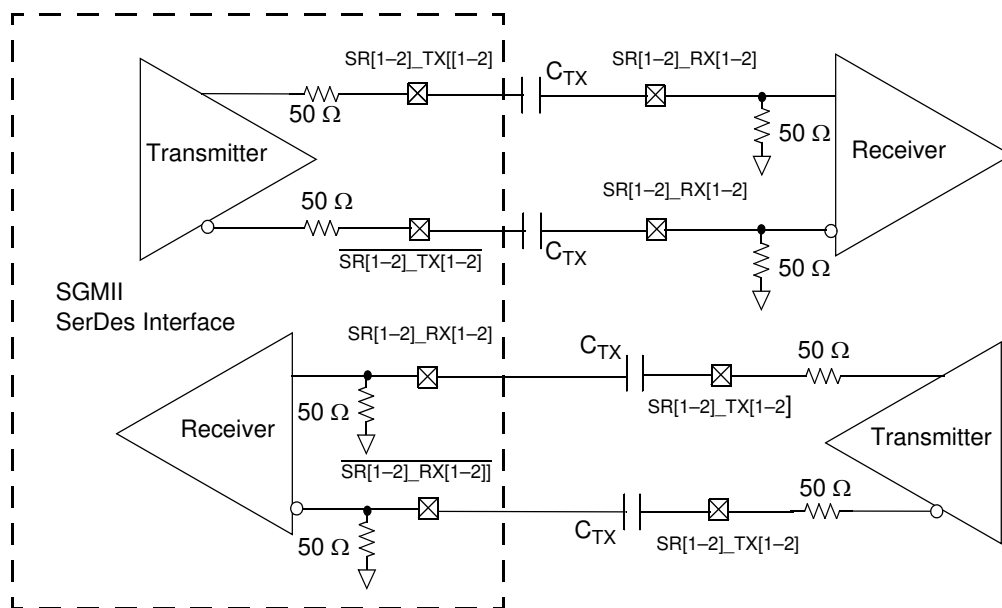 SR[1–2]_TX[[1–2]
C_TX
SR[1–2]_RX[1–2]
50 Ω
50 Ω
Transmitter
Receiver
50 Ω
SR[1–2]_RX[1–2]
SR[1–2]_TX[1–2]
C_TX
50 Ω
SGMII
SerDes Interface
SR[1–2]_RX[1–2]
C_TX
50 Ω
50 Ω
SR[1–2]_TX[1–2]
Receiver
Transmitter
SR[1–2]_RX[1–2]]
50 Ω
50 Ω
C_TX
SR[1–2]_TX[1–2]